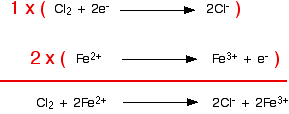 1 x ( Cl₂ + 2e⁻ ⟶ 2Cl⁻ )
2 x ( Fe²⁺ ⟶ Fe³⁺ + e⁻ )
Cl₂ + 2Fe²⁺ ⟶ 2Cl⁻ + 2Fe³⁺